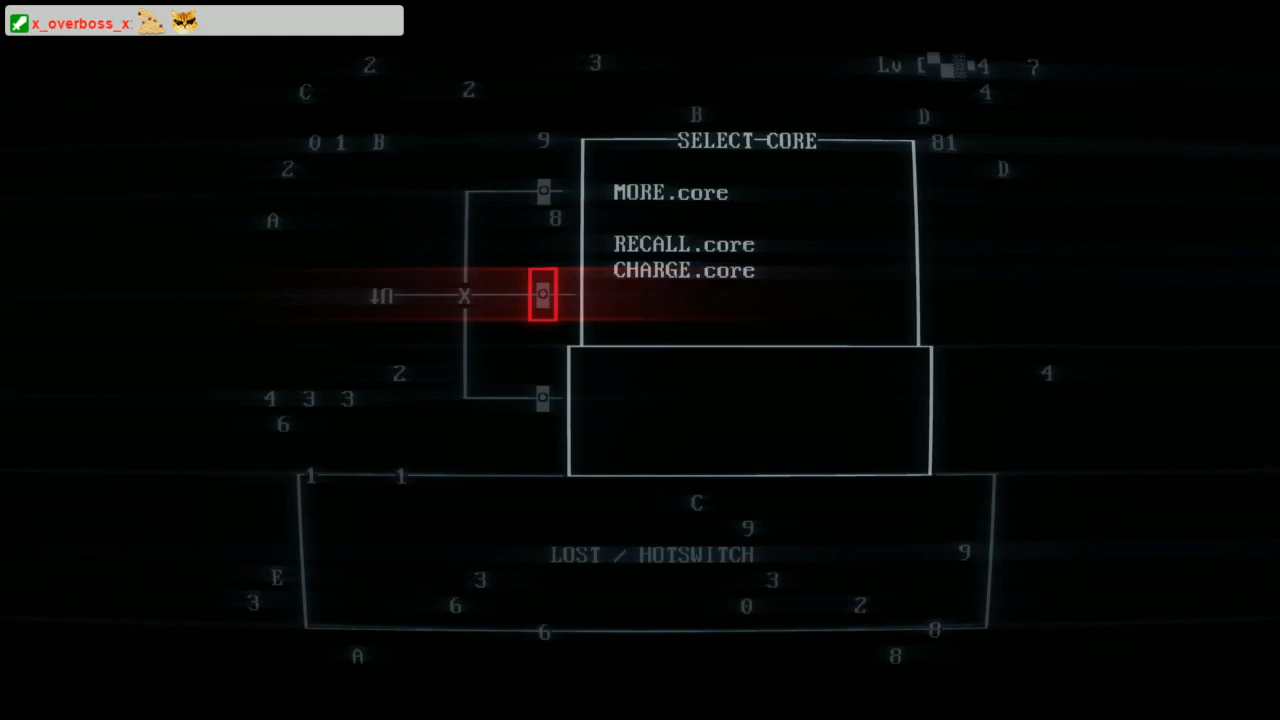 x_overboss_x:
2 3 Lv [ 4 7
C 2 4
B D
0 1 B 9 SELECT CORE 81
2 D
MORE.core
A 8
RECALL.core
CHARGE.core
X
2 4
4 3 3
6
1 1
C
9
LOST / HOTSWITCH 9
E 3 3
3 6 0 2
6 8
A 8